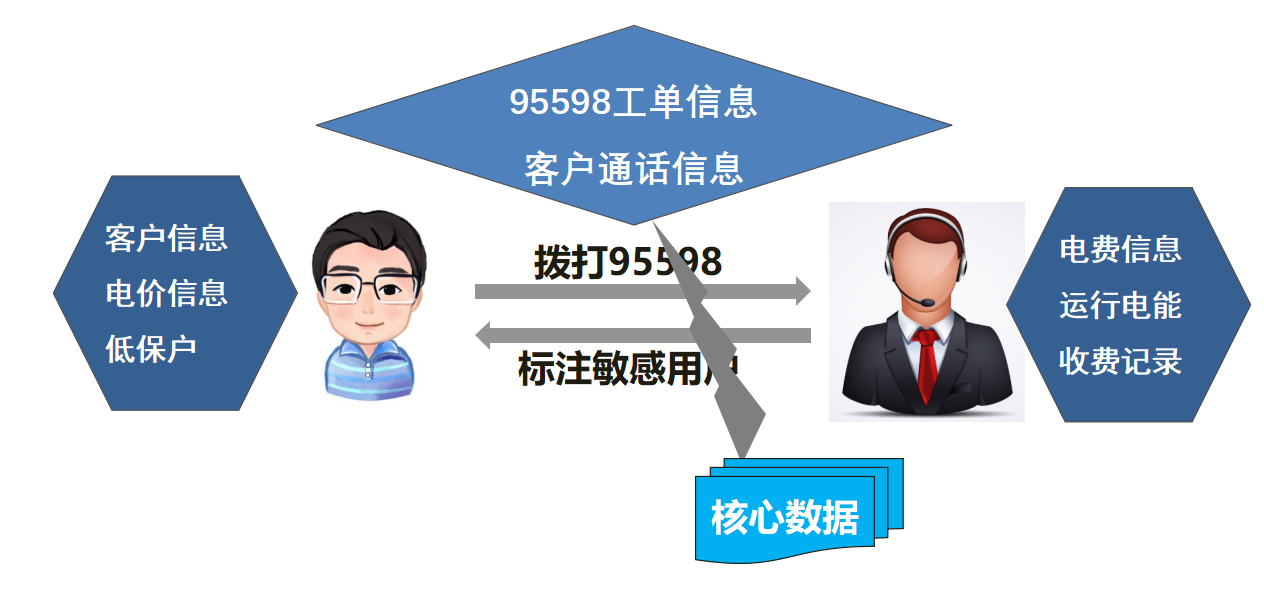 95598工单信息
客户通话信息
客户信息
电价信息
低保户
拨打95598
标注敏感用户
电费信息
运行电能
收费记录
核心数据